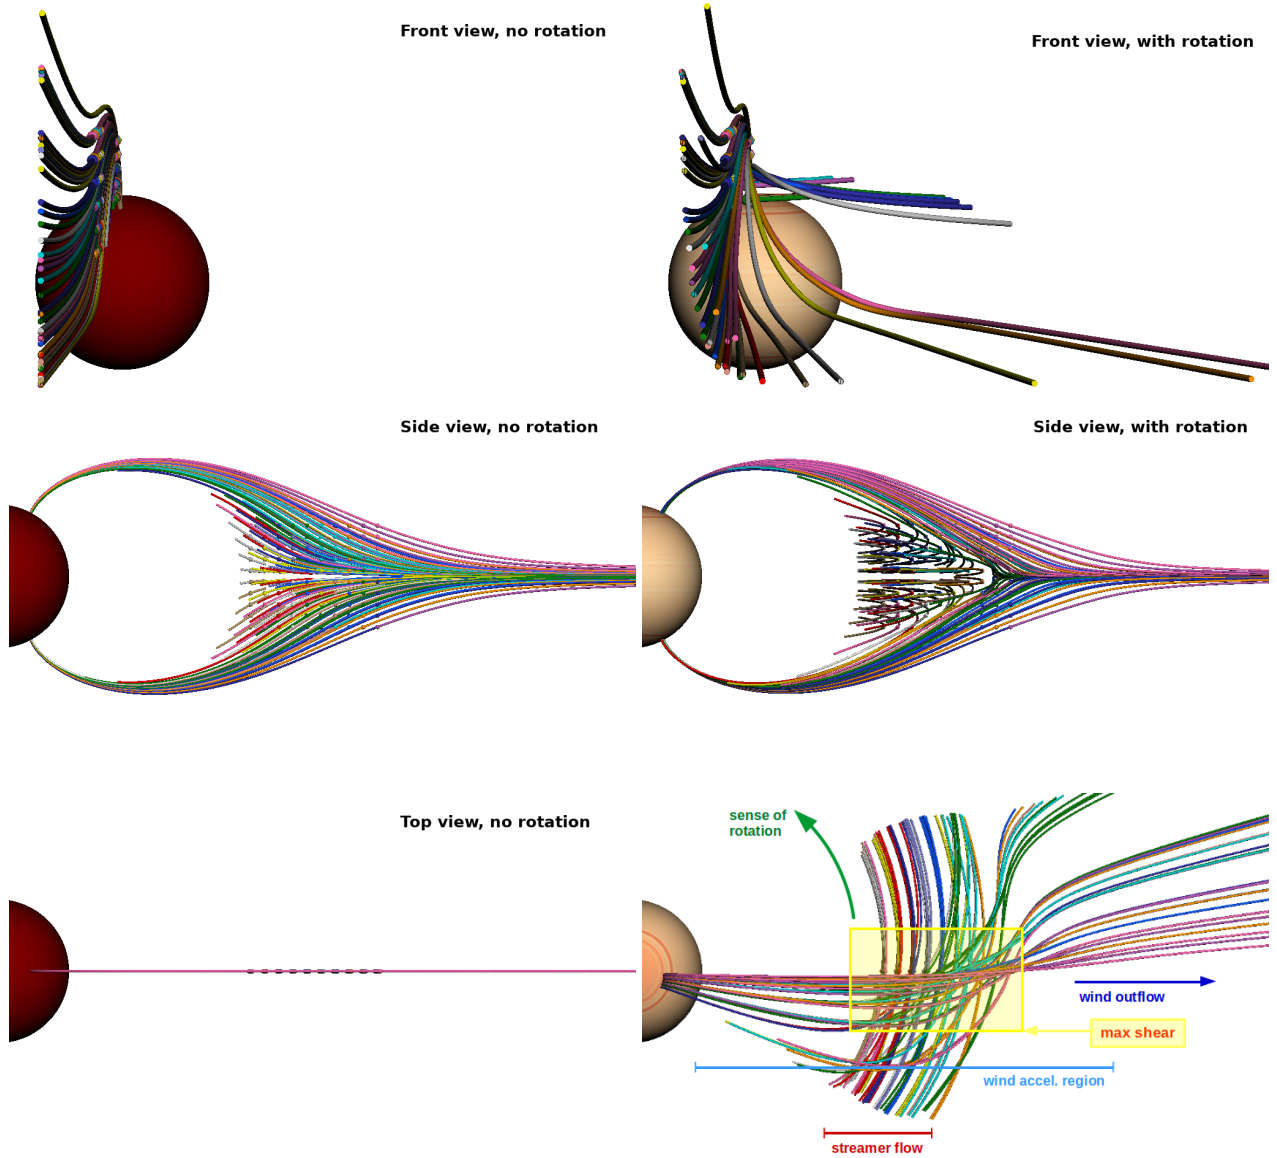 Front view, no rotation
Front view, with rotation
Side view, no rotation
Side view, with rotation
Top view, no rotation
sense of
rotation
wind outflow
max shear
wind accel. region
streamer flow